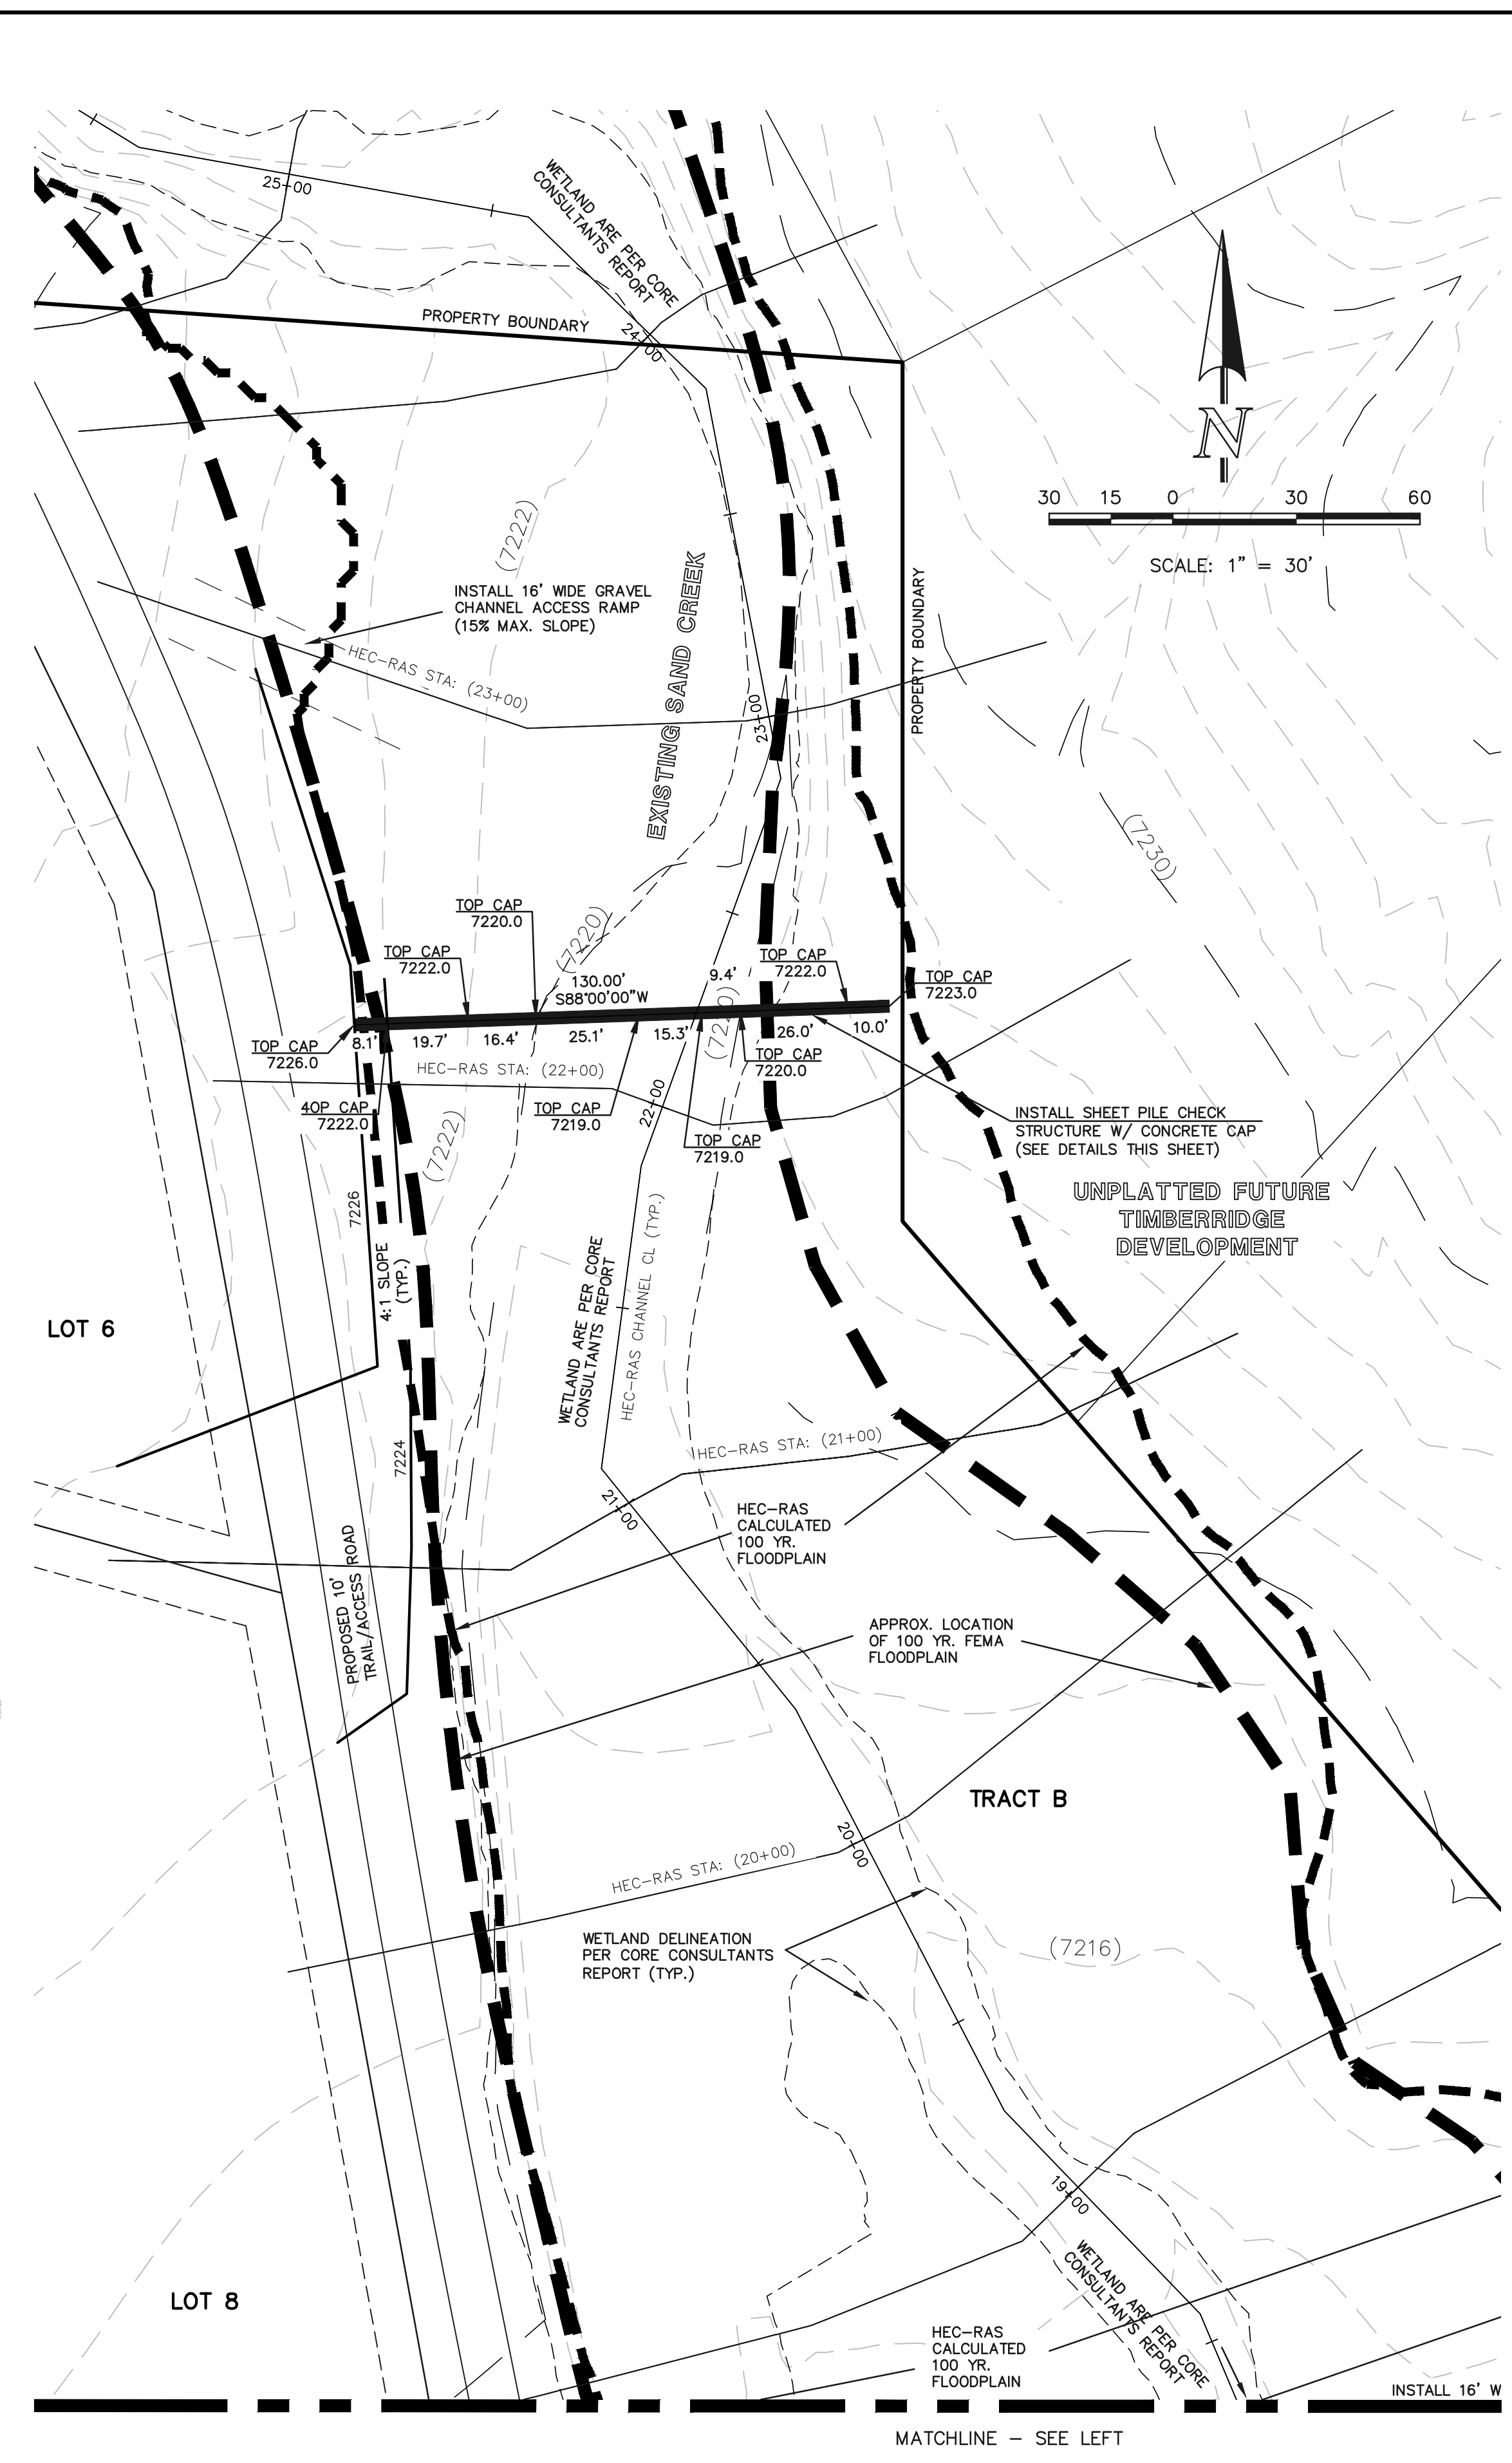 25+00
WETLAND ARE PER CORE
CONSULTANTS REPORT
PROPERTY BOUNDARY
24+00
N
30 15 0 30 60
SCALE: 1" = 30'
(7222)
INSTALL 16' WIDE GRAVEL
CHANNEL ACCESS RAMP
(15% MAX. SLOPE)
HEC-RAS STA: (23+00)
EXISTING SAND CREEK
23+00
PROPERTY BOUNDARY
(7230)
TOP CAP
7220.0
(7220)
TOP CAP
7222.0
130.00'
S88°00'00"W
9.4'
(7220)
TOP CAP
7222.0
TOP CAP
7223.0
8.1'
19.7'
16.4'
25.1'
15.3'
26.0'
10.0'
TOP CAP
7226.0
HEC-RAS STA: (22+00)
TOP CAP
7220.0
40P CAP
7222.0
TOP CAP
7219.0
22+00
TOP CAP
7219.0
INSTALL SHEET PILE CHECK
STRUCTURE W/ CONCRETE CAP
(SEE DETAILS THIS SHEET)
(7222)
7226
UNPLATTED FUTURE
TIMBERRIDGE
DEVELOPMENT
4:1 SLOPE
(TYP.)
WETLAND ARE PER CORE
CONSULTANTS REPORT
HEC-RAS CHANNEL CL (TYP.)
LOT 6
7224
HEC-RAS STA: (21+00)
21+00
HEC-RAS
CALCULATED
100 YR.
FLOODPLAIN
PROPOSED 10'
TRAIL/ACCESS ROAD
APPROX. LOCATION
OF 100 YR. FEMA
FLOODPLAIN
TRACT B
20+00
HEC-RAS STA: (20+00)
WETLAND DELINEATION
PER CORE CONSULTANTS
REPORT (TYP.)
(7216)
19+00
WETLAND ARE PER CORE
CONSULTANTS REPORT
LOT 8
HEC-RAS
CALCULATED
100 YR.
FLOODPLAIN
INSTALL 16' W
MATCHLINE - SEE LEFT